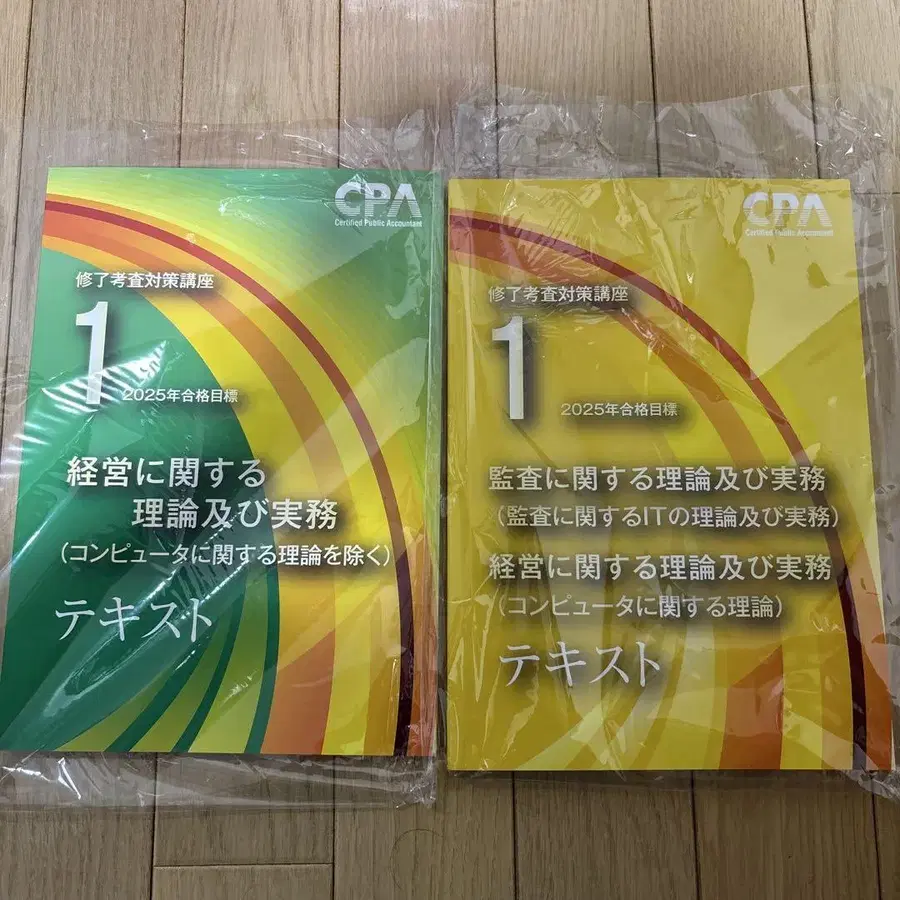 CPA
Certified Public Accountant
修了考査対策講座
1
2025年合格目標
経営に関する
理論及び実務
(コンピュータに関する理論を除く)
テキスト
CPA
Certified Public Accountant
修了考査対策講座
1
2025年合格目標
監査に関する理論及び実務
(監査に関するITの理論及び実務)
経営に関する理論及び実務
(コンピュータに関する理論)
テキスト